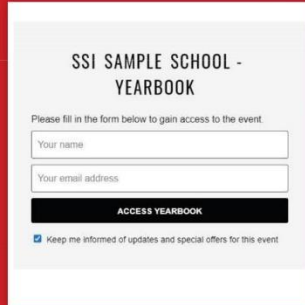 SSI SAMPLE SCHOOL -
YEARBOOK
Please fill in the form below to gain access to the event.
Your name
Your email address
ACCESS YEARBOOK
Keep me informed of updates and special offers for this event